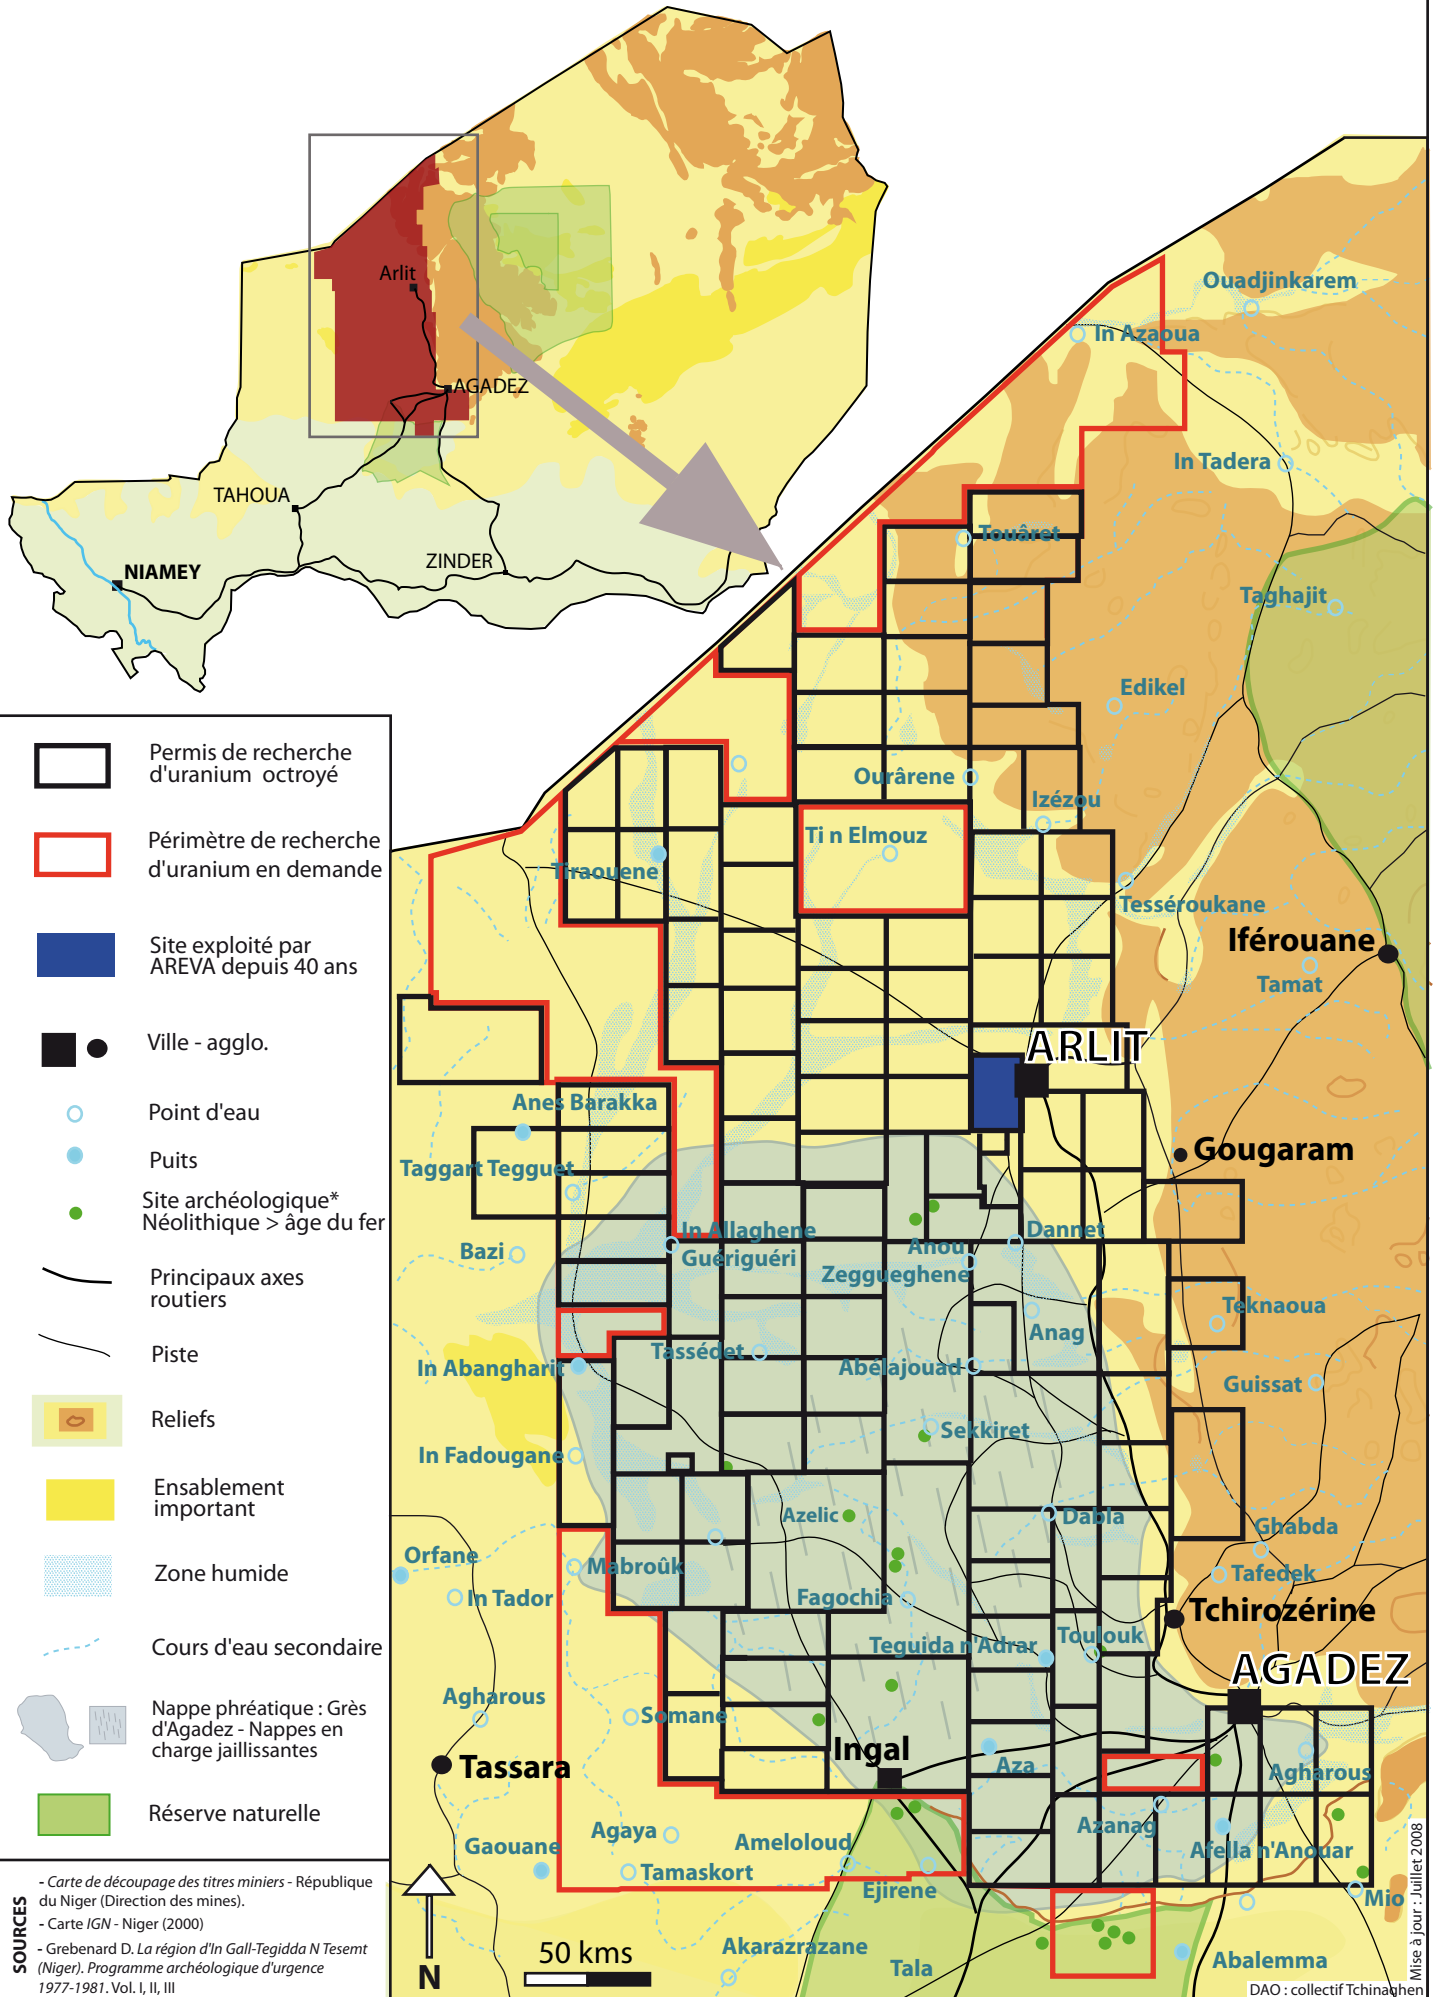 Arlit
AGADEZ
TAHOUA
ZINDER
NIAMEY
Permis de recherche
d'uranium octroyé
Périmètre de recherche
d'uranium en demande
Site exploité par
AREVA depuis 40 ans
Ville - agglo.
Point d'eau
Puits
Site archéologique*
Néolithique > âge du fer
Principaux axes
routiers
Piste
Reliefs
Ensablement
important
Zone humide
Cours d'eau secondaire
Nappe phréatique : Grès
d'Agadez - Nappes en
charge jaillissantes
Réserve naturelle
SOURCES
- Carte de découpage des titres miniers - République
du Niger (Direction des mines).
- Carte IGN - Niger (2000)
- Grebenard D. La région d'In Gall-Tegidda N Tesemt
(Niger). Programme archéologique d'urgence
1977-1981. Vol. I, II, III
Ouadjinkarem
In Azaoua
In Tadera
Touâret
Taghajit
Edikel
Ourârene
Izézou
Ti n Elmouz
Tiraouene
Tesséroukane
Iférouane
Tamat
ARLIT
Anes Barakka
Gougaram
Taggart Tegguet
In Allaghene
Guériguéri
Dannet
Anou
Zeggueghene
Bazi
Teknaoua
Anag
Tassédet
In Abangharit
Abélajouad
Guissat
Sekkiret
In Fadougane
Azelic
Dabla
Ghabda
Orfane
Mabroûk
Tafedek
In Tador
Fagochia
Tchirozérine
Teguida n'Adrar
Toulouk
AGADEZ
Agharous
Somane
Ingal
Tassara
Aza
Agharous
Azanag
Agaya
Ameloloud
Afella n'Anouar
Gaouane
Tamaskort
Ejirene
Mio
Akarazrazane
Tala
Abalemma
N
50 kms
Mise à jour : Juillet 2008
DAO : collectif Tchinaghen